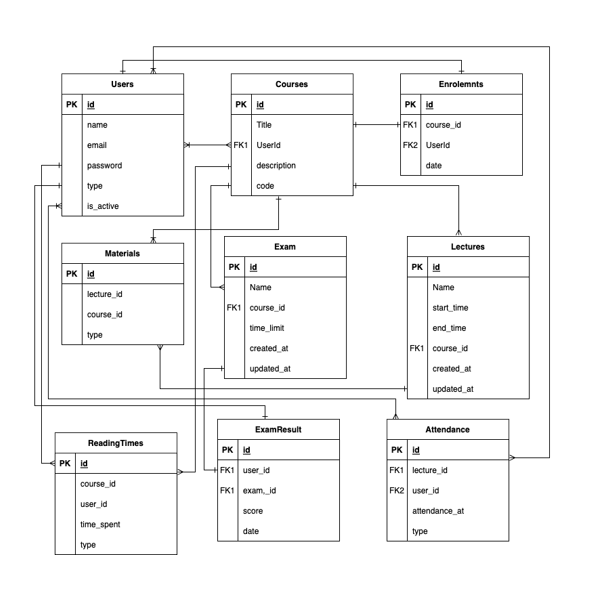 Users
PK id
name
email
password
type
is_active
Courses
PK id
Title
FK1 UserId
description
code
Enrolemnts
PK id
FK1 course_id
FK2 UserId
date
Materials
PK id
lecture_id
course_id
type
Exam
PK id
Name
FK1 course_id
time_limit
created_at
updated_at
Lectures
PK id
Name
start_time
end_time
FK1 course_id
created_at
updated_at
ReadingTimes
PK id
course_id
user_id
time_spent
type
ExamResult
PK id
FK1 user_id
FK1 exam,_id
score
date
Attendance
PK id
FK1 lecture_id
FK2 user_id
attendance_at
type